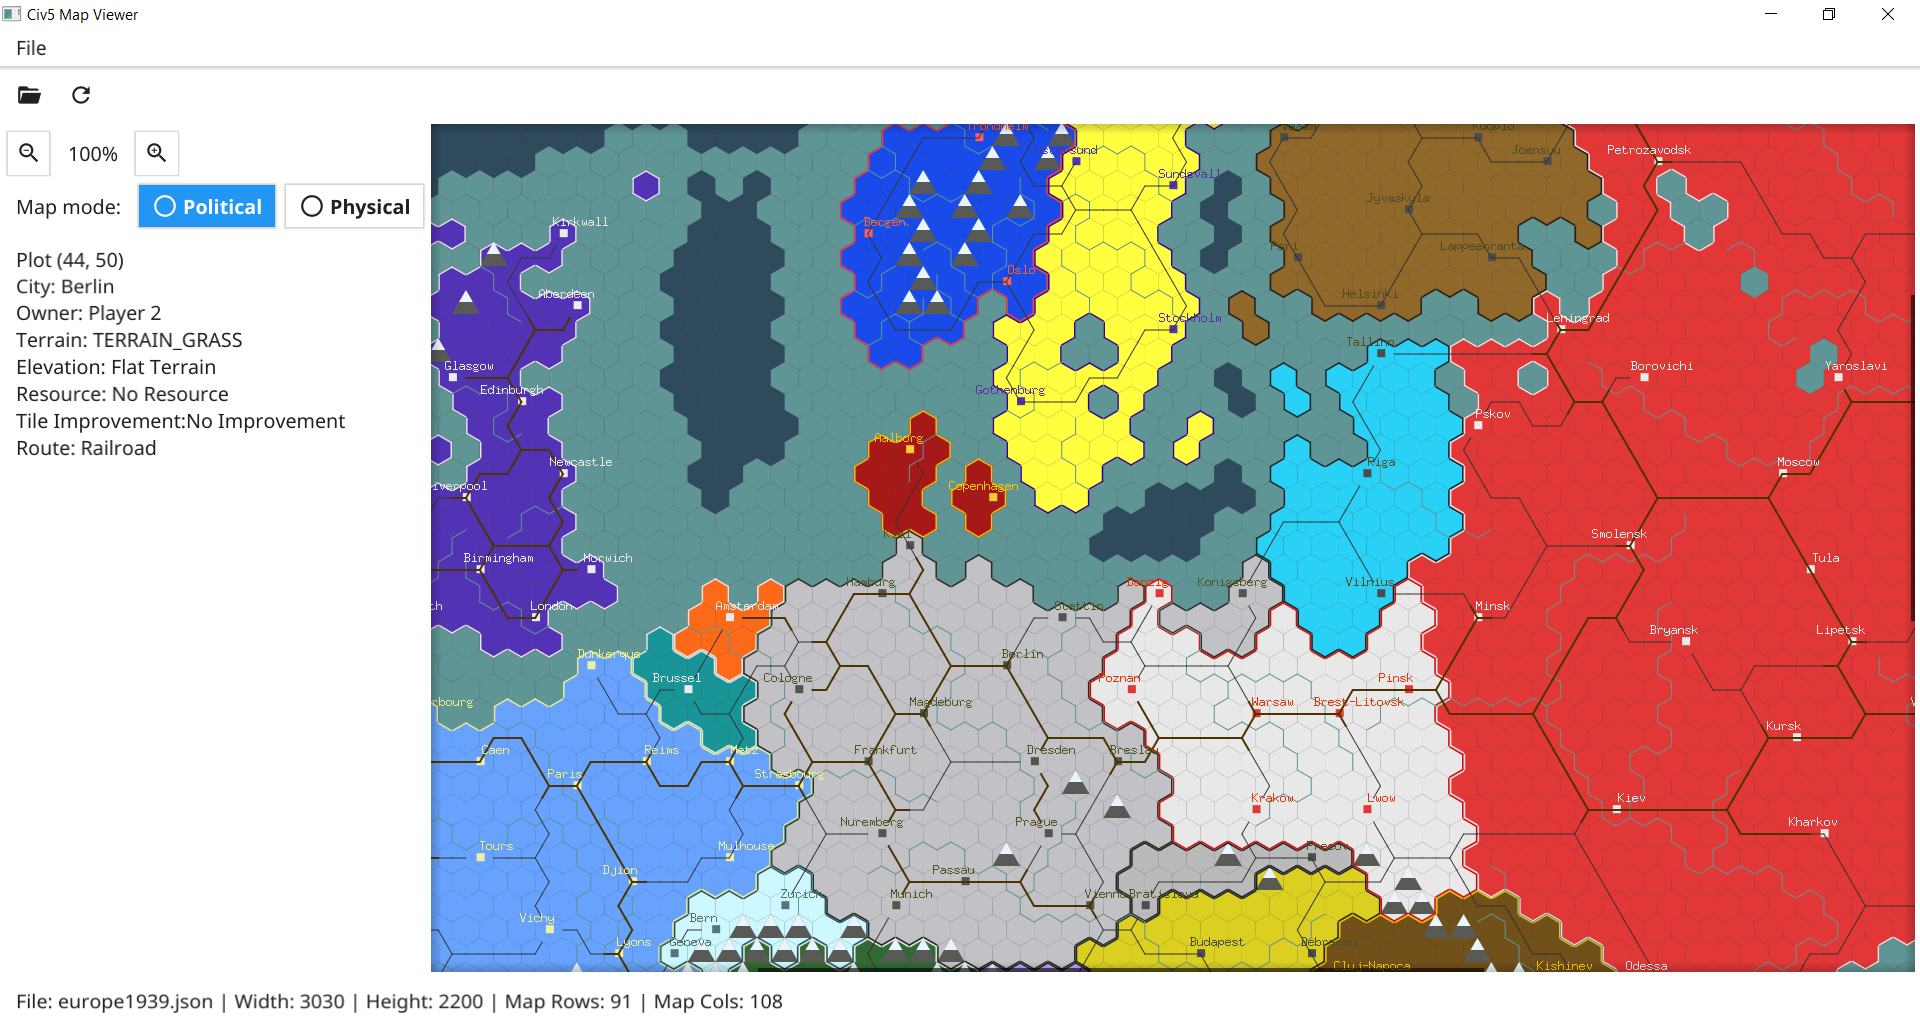 Civ5 Map Viewer
File
100%
Map mode: Political Physical
Plot (44, 50)
City: Berlin
Owner: Player 2
Terrain: TERRAIN_GRASS
Elevation: Flat Terrain
Resource: No Resource
Tile Improvement:No Improvement
Route: Railroad
Trondheim
Kuopio
Joensuu
Petrozavodsk
Sundsvall
Jyvaskyla
Kirkwall
Bergen
Pori
Lappeenranta
Oslo
Aberdeen
Helsinki
Stockholm
Leningrad
Tallinn
Glasgow
Borovichi
Yaroslavl
Edinburgh
Gothenburg
Pskov
Aalborg
Newcastle
Riga
Moscow
verpool
Copenhagen
Kiel
Smolensk
Birmingham
Norwich
Tula
Hamburg
Danzig
Konigsberg
Vilnius
th
London
Amsterdam
Stettin
Minsk
Bryansk
Lipetsk
Dunkerque
Berlin
Brussel
Cologne
Poznan
Pinsk
rbourg
Magdeburg
Warsaw
Brest-Litovsk
Kursk
Caen
Reims
Metz
Frankfurt
Dresden
Breslau
Paris
Strasbourg
Krakow
Lwow
Kiev
Nuremberg
Prague
Kharkov
Tours
Mulhouse
Presov
Djion
Passau
Zurich
Munich
Vienna
Bratislava
Vichy
Bern
Lyons
Geneva
Budapest
Debrecen
Cluj-Napoca
Kishinev
Odessa
File: europe1939.json | Width: 3030 | Height: 2200 | Map Rows: 91 | Map Cols: 108